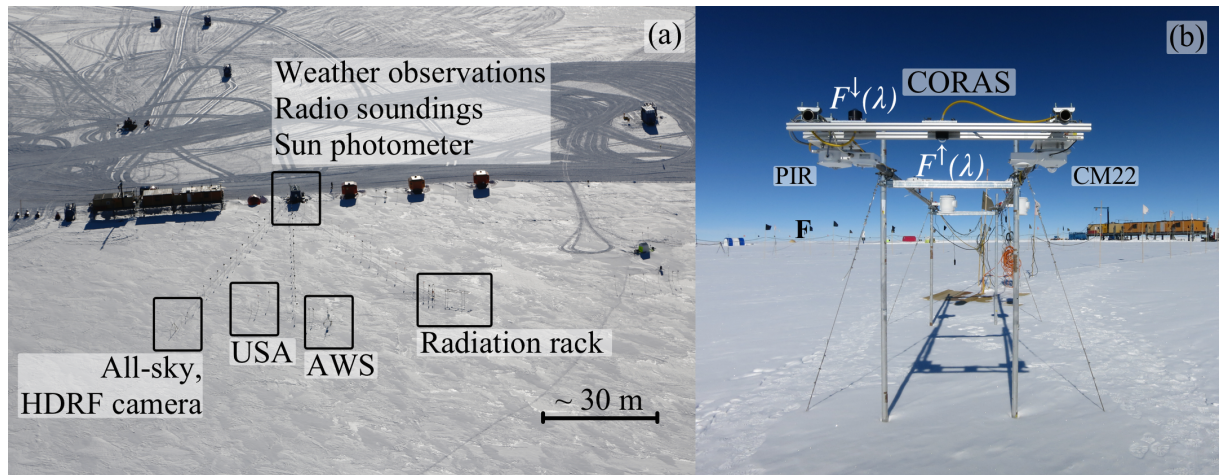 (a)
Weather observations
Radio soundings
Sun photometer
All-sky,
HDRF camera
USA
AWS
Radiation rack
~ 30 m
(b)
CORAS
F↓(λ)
F↑(λ)
PIR
CM22
F